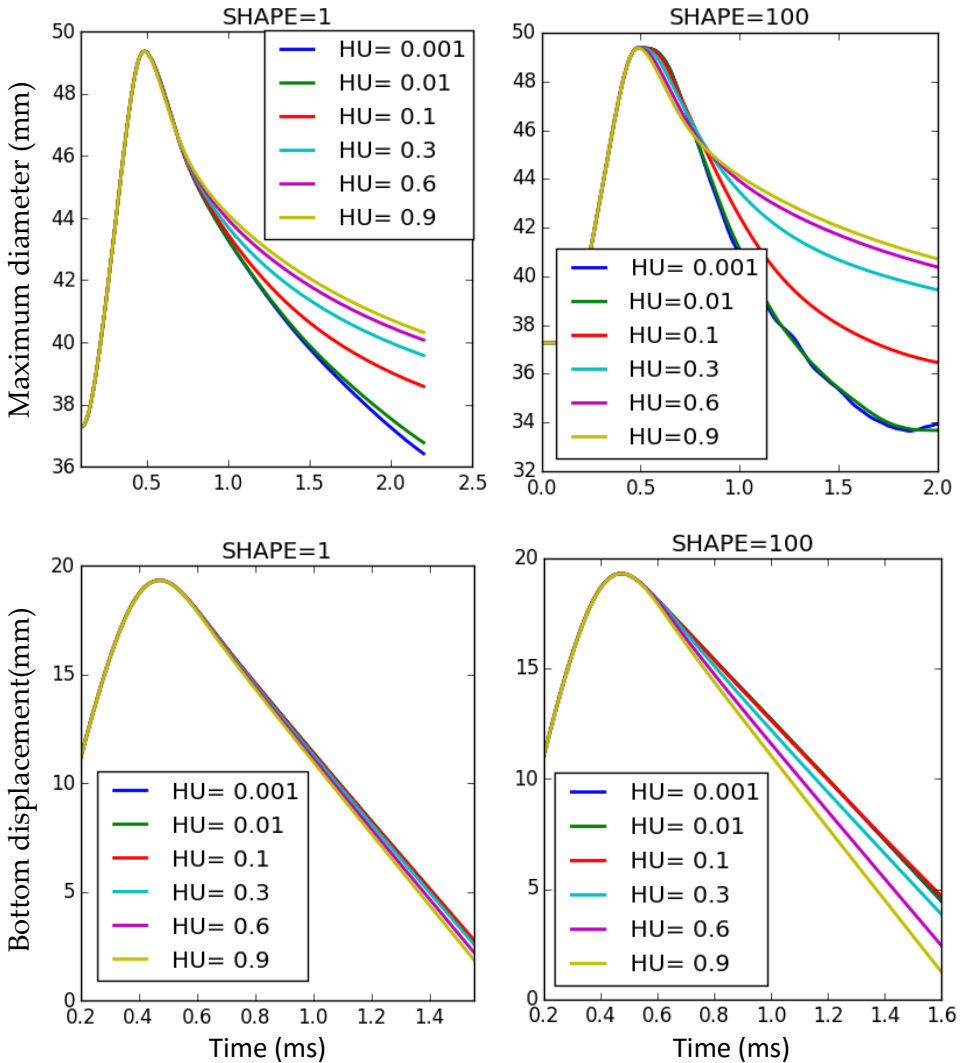 SHAPE=1
Maximum diameter (mm)
50
48
46
44
42
40
38
36
0.5 1.0 1.5 2.0 2.5
HU= 0.001
HU= 0.01
HU= 0.1
HU= 0.3
HU= 0.6
HU= 0.9
SHAPE=100
50
48
46
44
42
40
38
36
34
32
0.0 0.5 1.0 1.5 2.0
HU= 0.001
HU=0.01
HU=0.1
HU=0.3
HU=0.6
HU=0.9
SHAPE=1
Bottom displacement(mm)
20
15
10
5
0
0.2 0.4 0.6 0.8 1.0 1.2 1.4
HU= 0.001
HU= 0.01
HU= 0.1
HU= 0.3
HU= 0.6
HU= 0.9
Time (ms)
SHAPE=100
20
15
10
5
0
0.2 0.4 0.6 0.8 1.0 1.2 1.4 1.6
HU= 0.001
HU= 0.01
HU= 0.1
HU= 0.3
HU= 0.6
HU= 0.9
Time (ms)